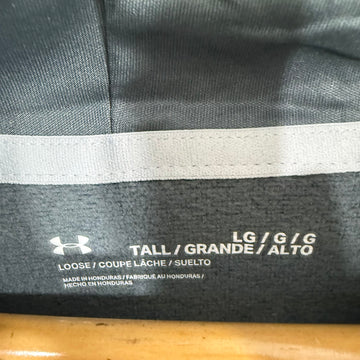 LG / G / G
TALL / GRANDE / ALTO
LOOSE / COUPE LÂCHE / SUELTO
MADE IN HONDURAS / FABRIQUÉ AU HONDURAS /
HECHO EN HONDURAS